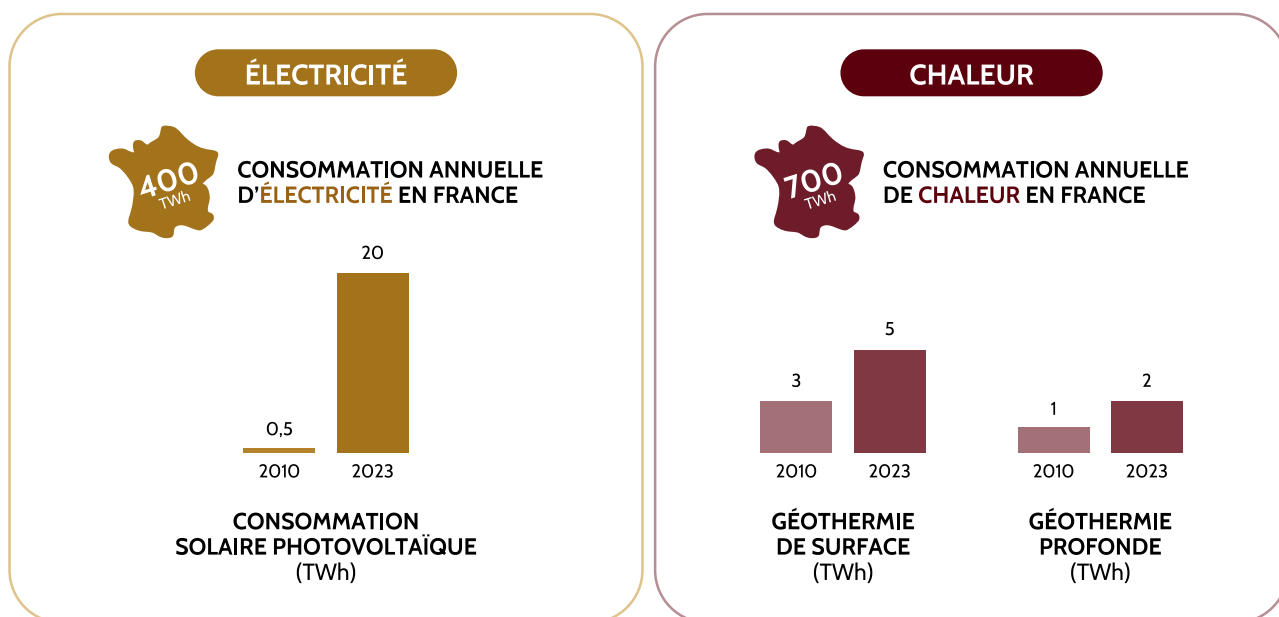 ÉLECTRICITÉ
400
TWh
CONSOMMATION ANNUELLE
D'ÉLECTRICITÉ EN FRANCE
20
0,5
2010
2023
CONSOMMATION
SOLAIRE PHOTOVOLTAÏQUE
(TWh)
CHALEUR
700
TWh
CONSOMMATION ANNUELLE
DE CHALEUR EN FRANCE
3
5
2010
2023
GÉOTHERMIE
DE SURFACE
(TWh)
1
2
2010
2023
GÉOTHERMIE
PROFONDE
(TWh)